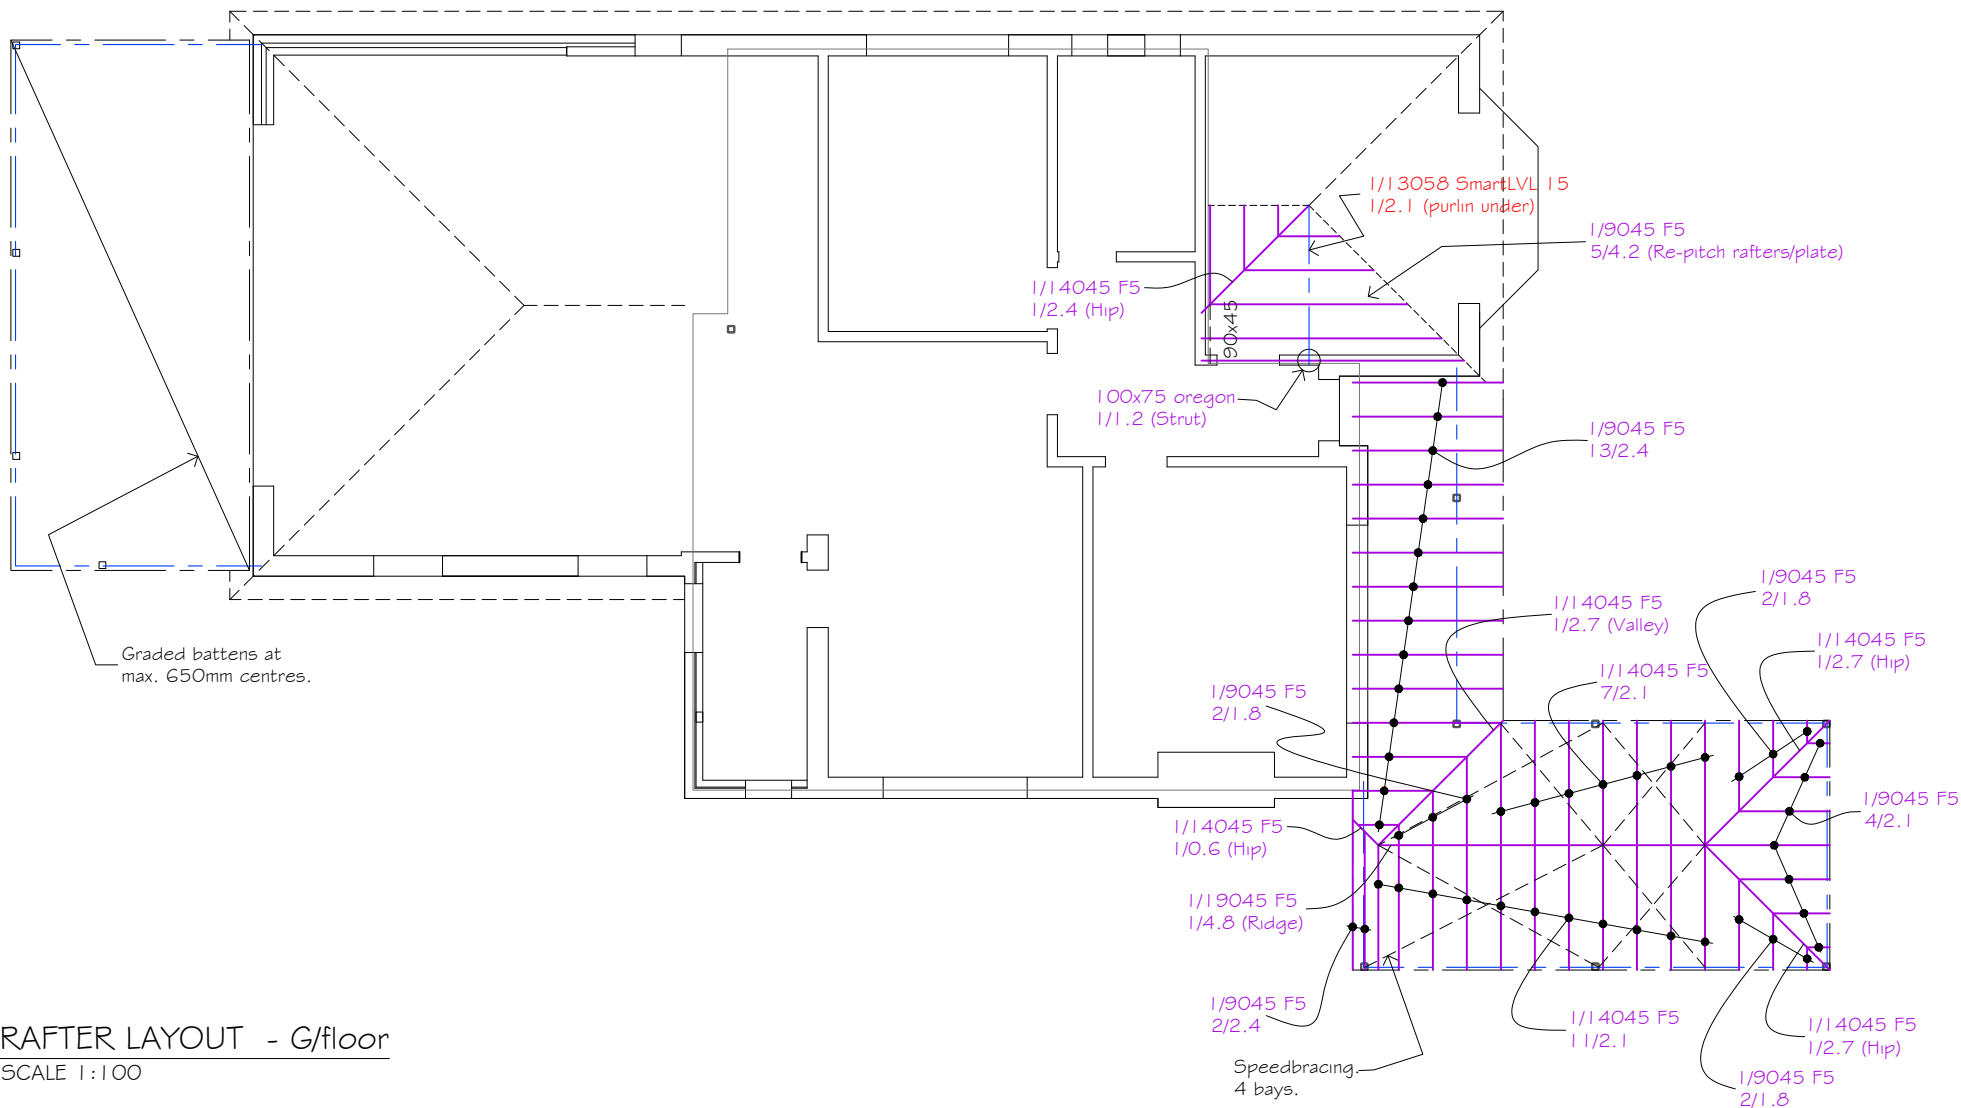 1/13058 SmartLVL 15
1/2.1 (purlin under)
1/9045 F5
5/4.2 (Re-pitch rafters/plate)
1/14045 F5
1/2.4 (Hip)
90x45
100x75 oregon
1/1.2 (Strut)
1/9045 F5
13/2.4
1/9045 F5
2/1.8
1/14045 F5
1/2.7 (Valley)
1/14045 F5
1/2.7 (Hip)
Graded battens at
max. 650mm centres.
1/14045 F5
7/2.1
1/9045 F5
2/1.8
1/9045 F5
4/2.1
1/14045 F5
1/0.6 (Hip)
1/19045 F5
1/4.8 (Ridge)
1/9045 F5
2/2.4
1/14045 F5
11/2.1
1/14045 F5
1/2.7 (Hip)
RAFTER LAYOUT - G/floor
SCALE 1:100
Speedbracing.
4 bays.
1/9045 F5
2/1.8